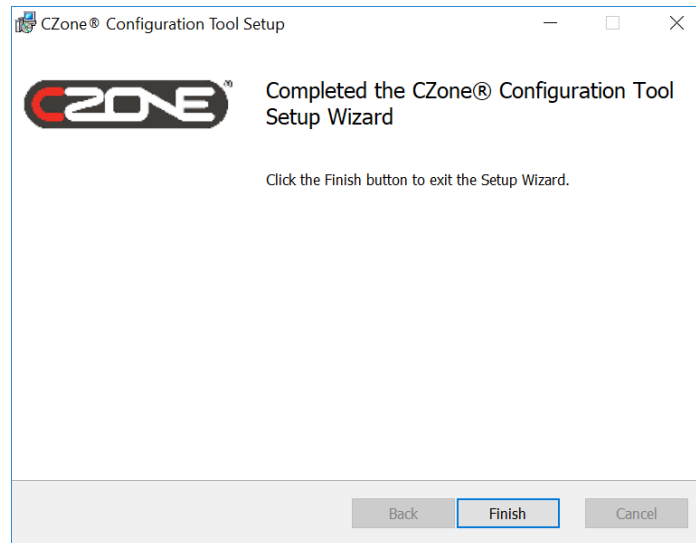 CZone® Configuration Tool Setup
CZONE®
Completed the CZone® Configuration Tool
Setup Wizard
Click the Finish button to exit the Setup Wizard.
Back
Finish
Cancel